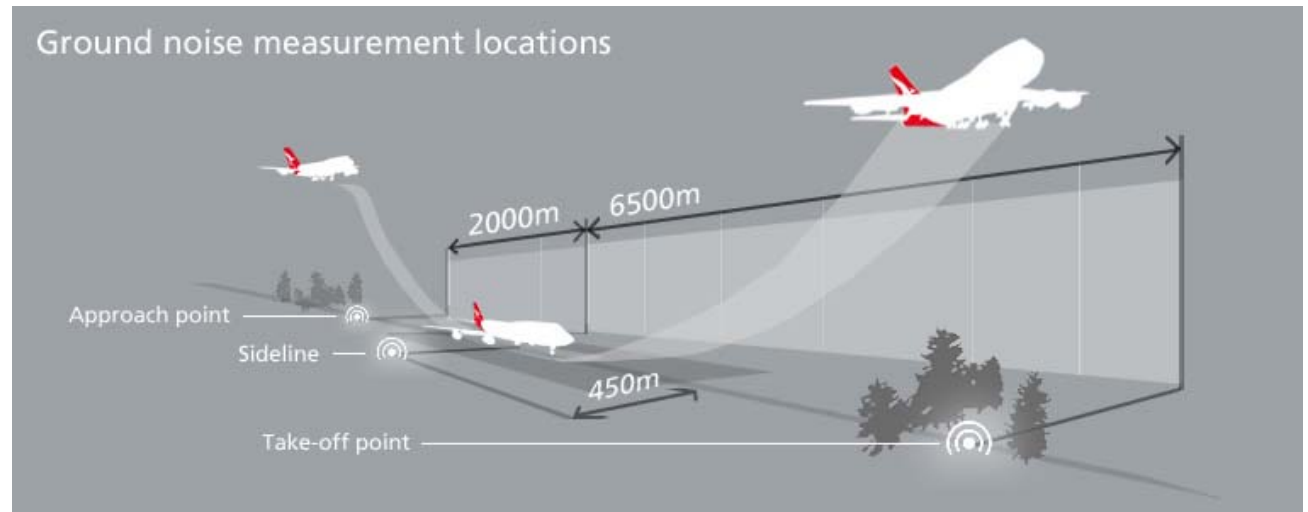 Ground noise measurement locations
2000m
6500m
Approach point
Sideline
450m
Take-off point